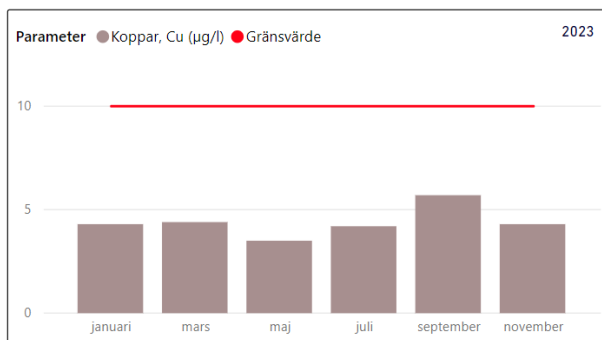 Parameter Koppar, Cu (µg/l) Gränsvärde 2023
10
5
0
januari mars maj juli september november